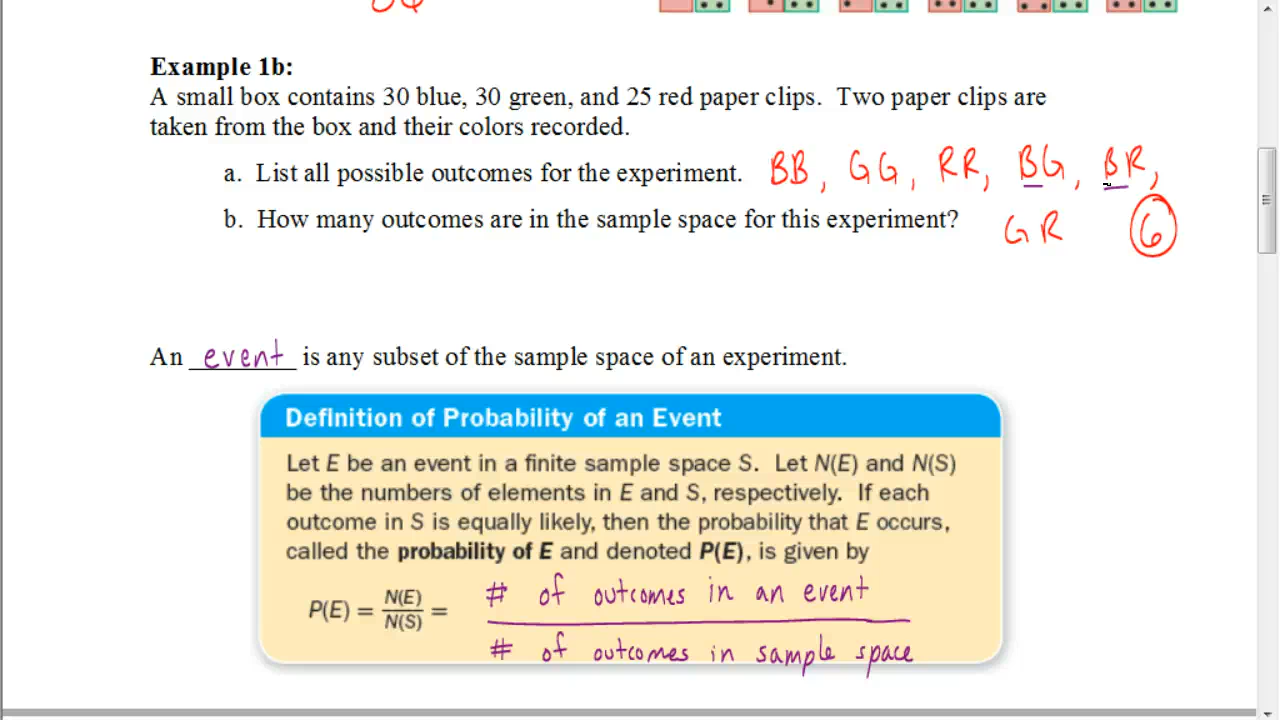 Example 1b:
A small box contains 30 blue, 30 green, and 25 red paper clips. Two paper clips are
taken from the box and their colors recorded.
a. List all possible outcomes for the experiment. BB, GG, RR, BG, BR,
b. How many outcomes are in the sample space for this experiment? GR 6
An event is any subset of the sample space of an experiment.
Definition of Probability of an Event
Let E be an event in a finite sample space S. Let N(E) and N(S)
be the numbers of elements in E and S, respectively. If each
outcome in S is equally likely, then the probability that E occurs,
called the probability of E and denoted P(E), is given by
P(E) = N(E)/N(S) = # of outcomes in an event
# of outcomes in sample space